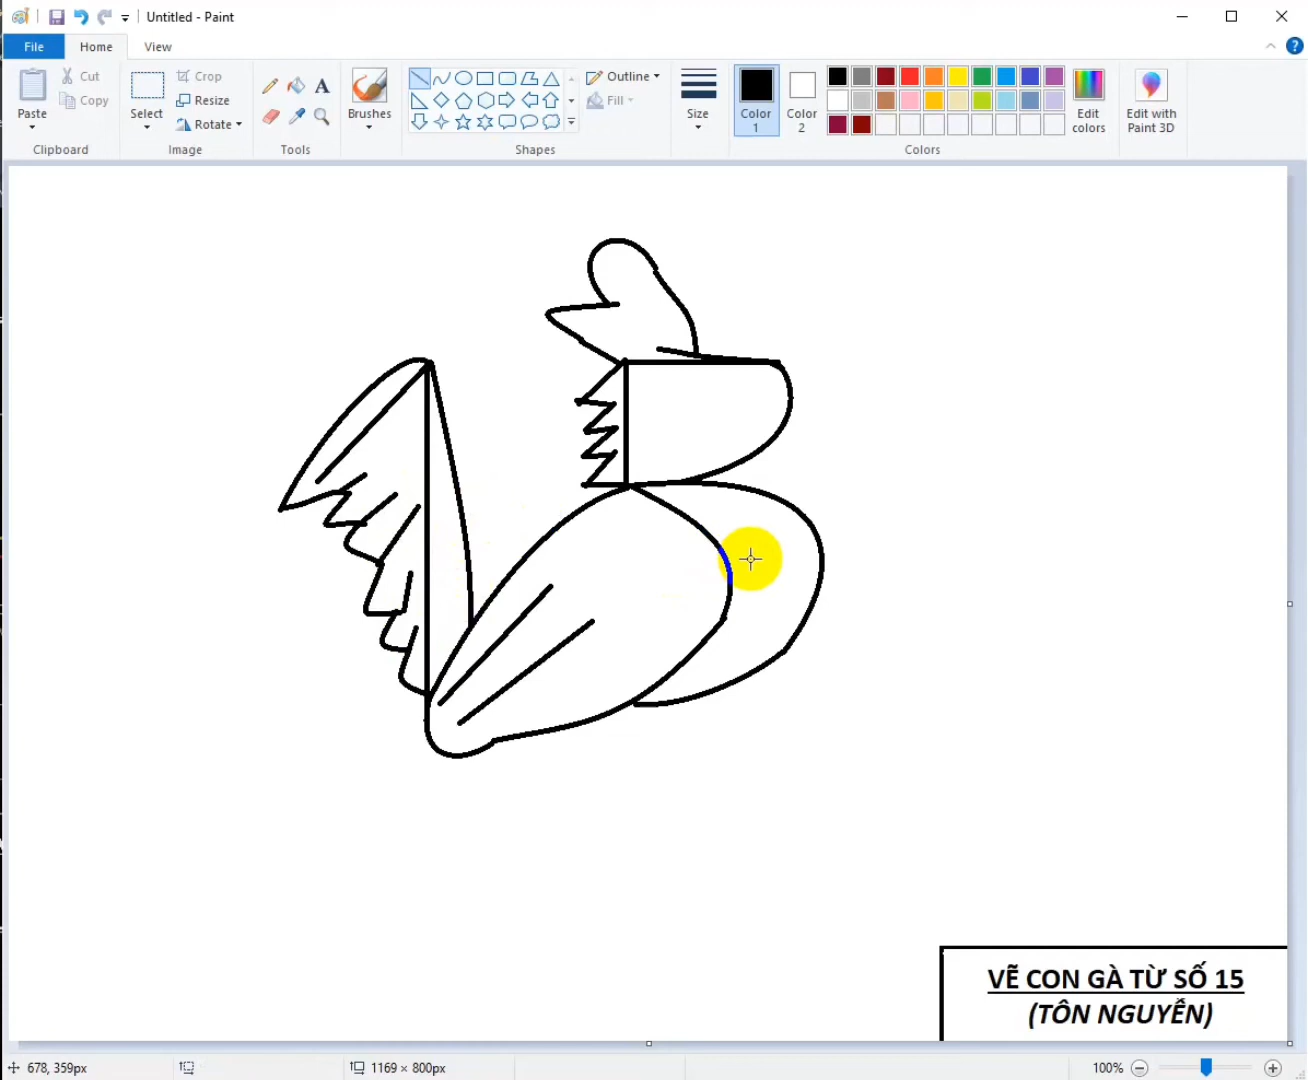 Untitled - Paint
File Home View
Paste
Cut
Copy
Clipboard
Select
Crop
Resize
Rotate
Image
A
Tools
Brushes
Outline
Fill
Shapes
Size
Color 1
Color 2
Edit colors
Colors
Edit with Paint 3D
VẼ CON GÀ TỪ SỐ 15
(TÔN NGUYỄN)
678, 359px
1169 × 800px
100%